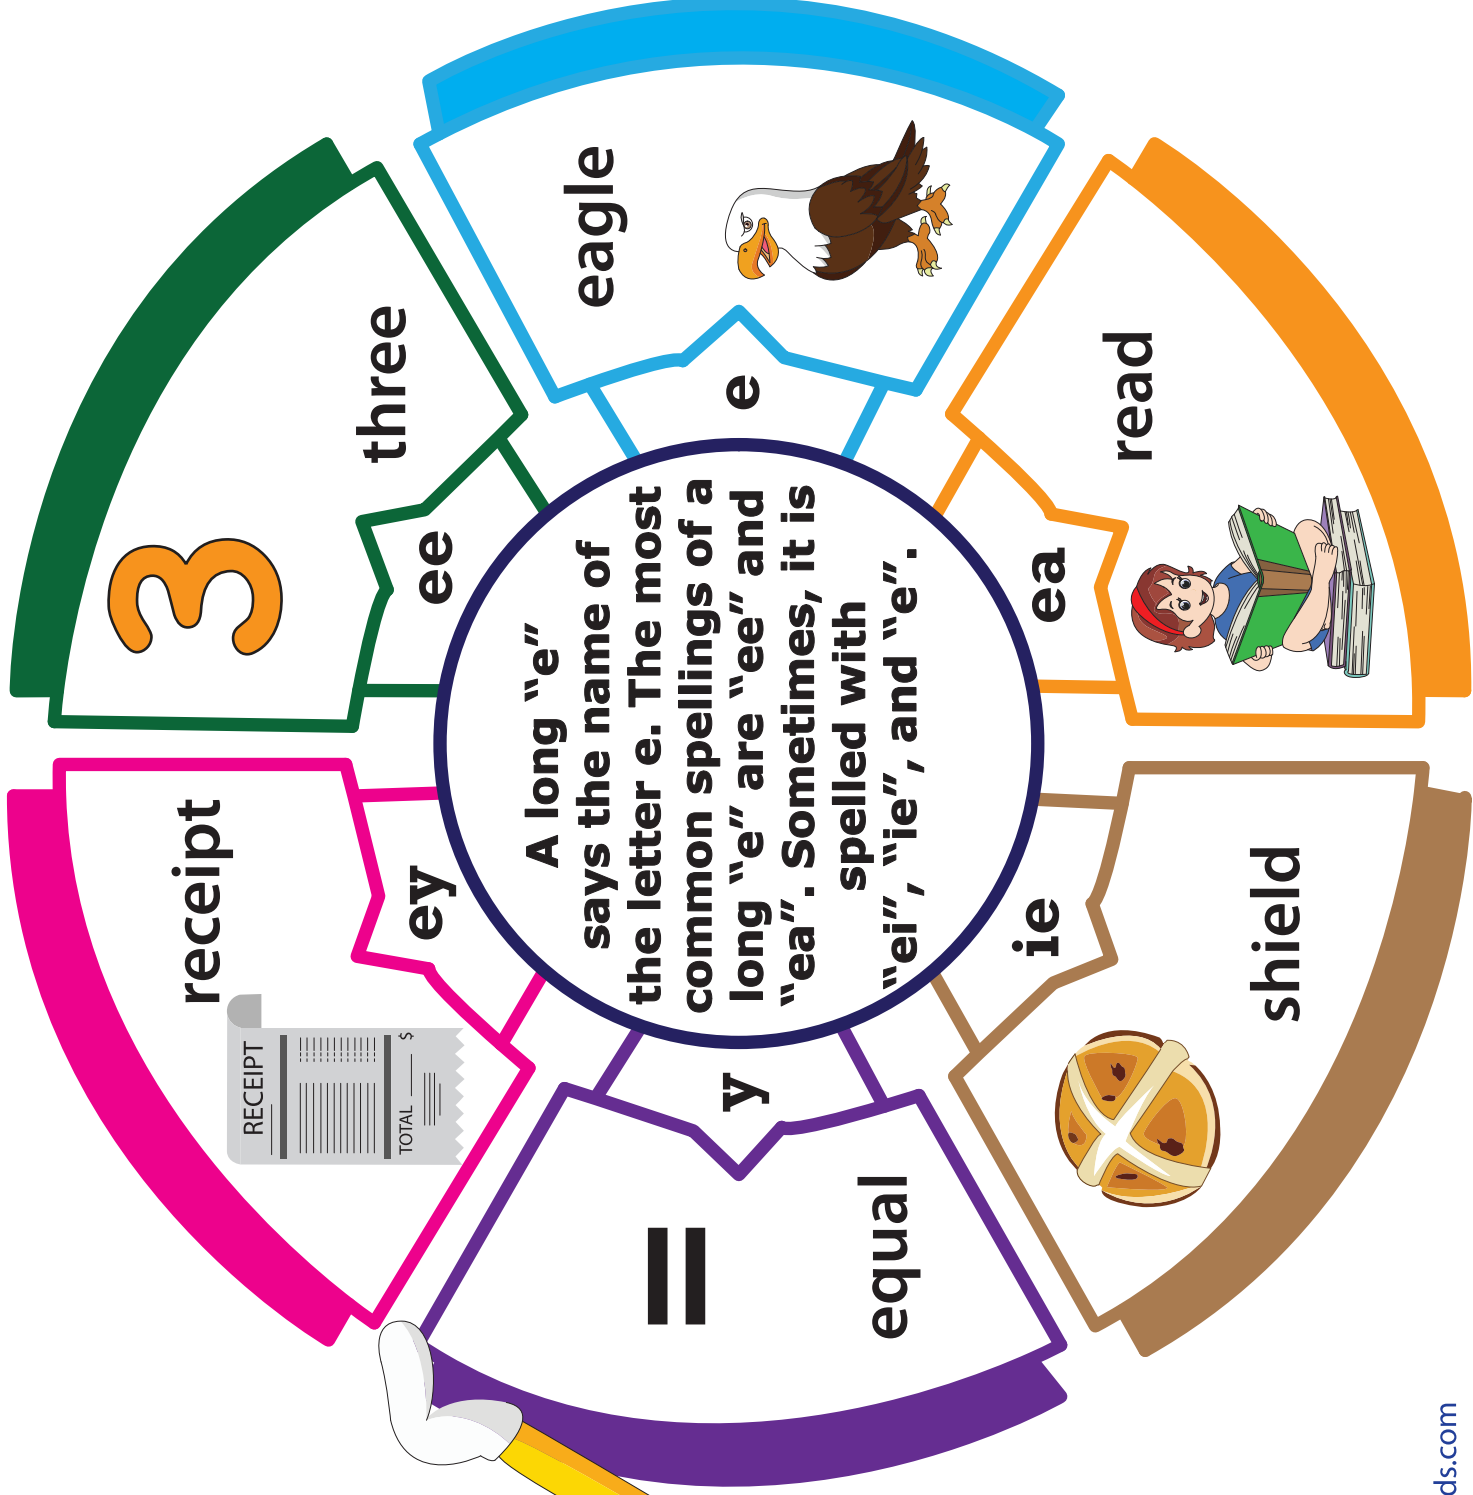 receipt
RECEIPT
TOTAL $
ey
three
3
ee
eagle
e
A long “e”
says the name of
the letter e. The most
common spellings of a
long “e” are “ee” and
“ea”. Sometimes, it is
spelled with
“ei”, “ie”, and “e”.
=
equal
y
ie
shield
ea
read
ds.com